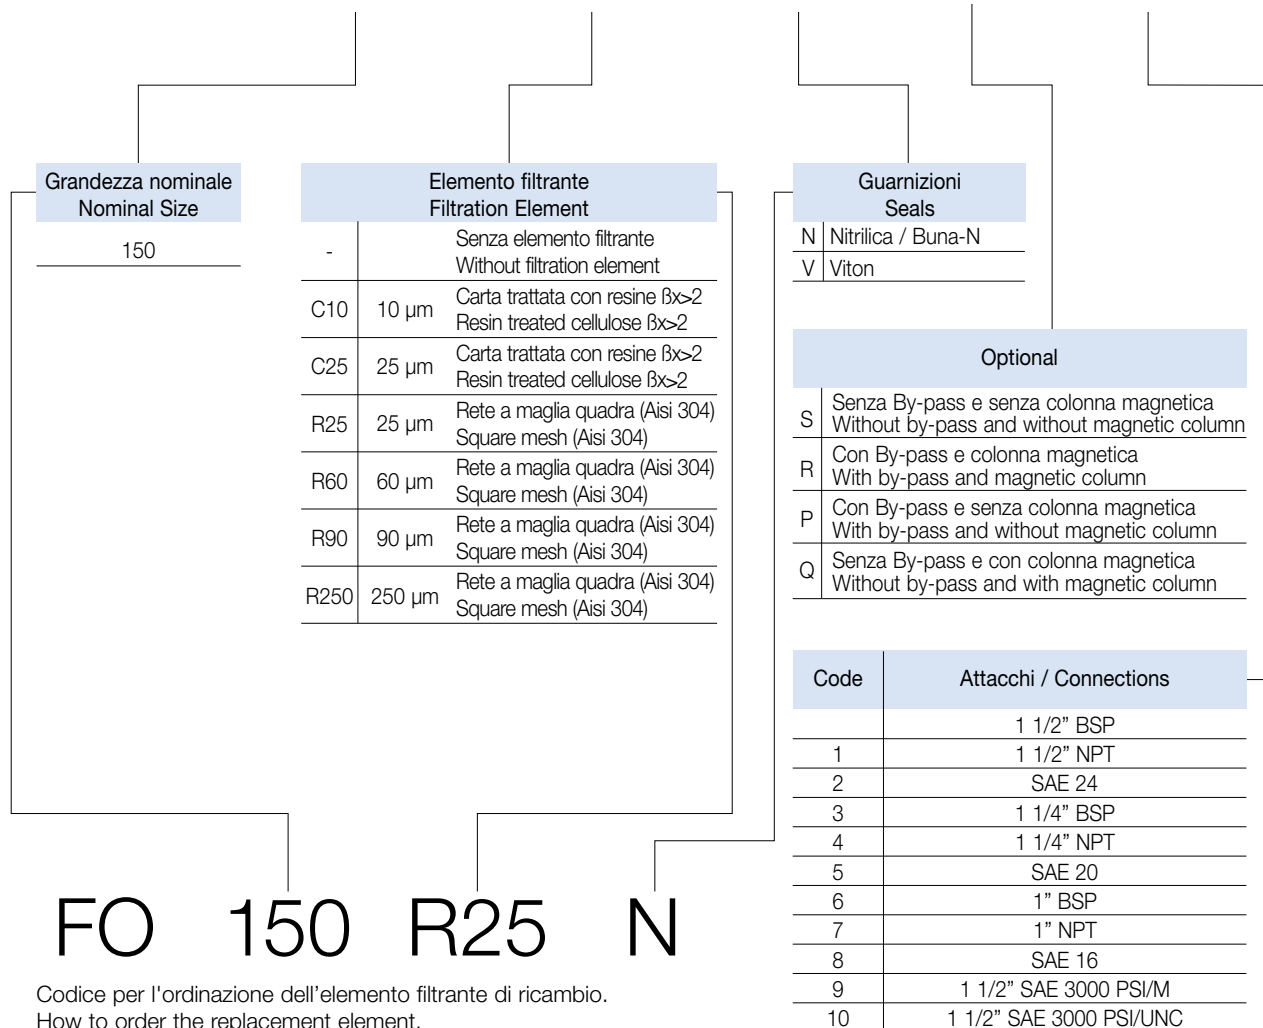 Grandezza nominale
Nominal Size
150
Elemento filtrante
Filtration Element
- Senza elemento filtrante
Without filtration element
C10 10 µm Carta trattata con resine ßx>2
Resin treated cellulose ßx>2
C25 25 µm Carta trattata con resine ßx>2
Resin treated cellulose ßx>2
R25 25 µm Rete a maglia quadra (Aisi 304)
Square mesh (Aisi 304)
R60 60 µm Rete a maglia quadra (Aisi 304)
Square mesh (Aisi 304)
R90 90 µm Rete a maglia quadra (Aisi 304)
Square mesh (Aisi 304)
R250 250 µm Rete a maglia quadra (Aisi 304)
Square mesh (Aisi 304)
Guarnizioni
Seals
N Nitrilica / Buna-N
V Viton
Optional
S Senza By-pass e senza colonna magnetica
Without by-pass and without magnetic column
R Con By-pass e colonna magnetica
With by-pass and magnetic column
P Con By-pass e senza colonna magnetica
With by-pass and without magnetic column
Q Senza By-pass e con colonna magnetica
Without by-pass and with magnetic column
Code Attacchi / Connections
1 1/2” BSP
1 1 1/2” NPT
2 SAE 24
3 1 1/4” BSP
4 1 1/4” NPT
5 SAE 20
6 1” BSP
7 1” NPT
8 SAE 16
9 1 1/2” SAE 3000 PSI/M
10 1 1/2” SAE 3000 PSI/UNC
FO 150 R25 N
Codice per l'ordinazione dell’elemento filtrante di ricambio.
How to order the replacement element.